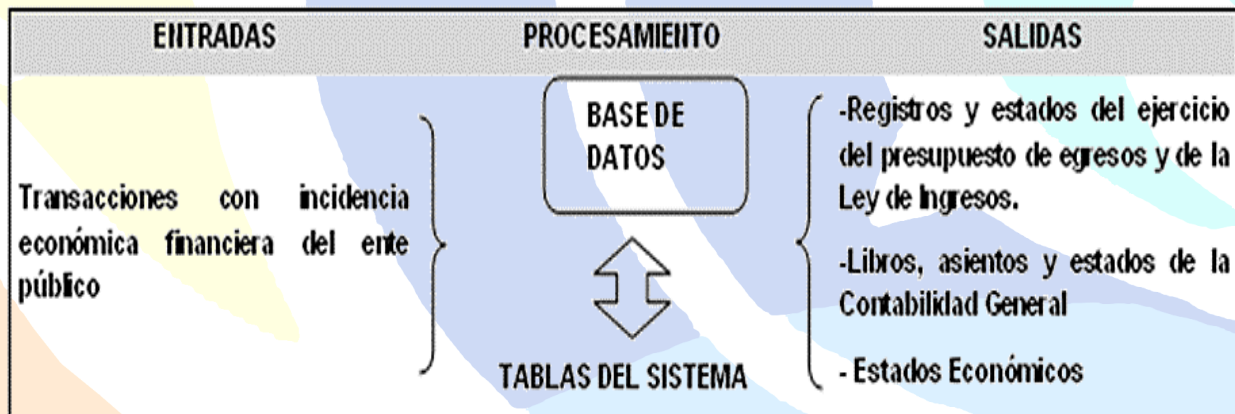 ENTRADAS PROCESAMIENTO SALIDAS
Transacciones con incidencia
económica financiera del ente
público
BASE DE
DATOS
TABLAS DEL SISTEMA
-Registros y estados del ejercicio
del presupuesto de egresos y de la
Ley de Ingresos.
-Libros, asientos y estados de la
Contabilidad General
- Estados Económicos